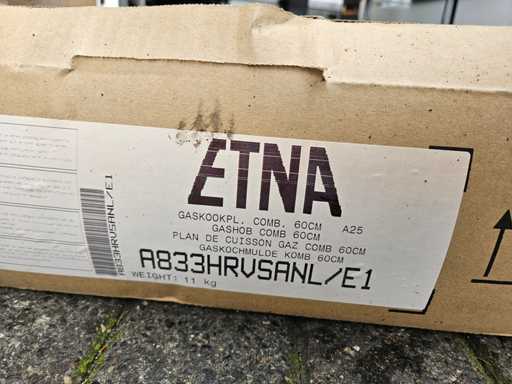 ETNA
GASKOOKPL. COMB. 60CM A25
GASHOB COMB 60CM
PLAN DE CUISSON GAZ COMB 60CM
GASKOCHMULDE KOMB 60CM
A833HRVSANL/E1
WEIGHT: 11 kg
A833HRVSANL/E1